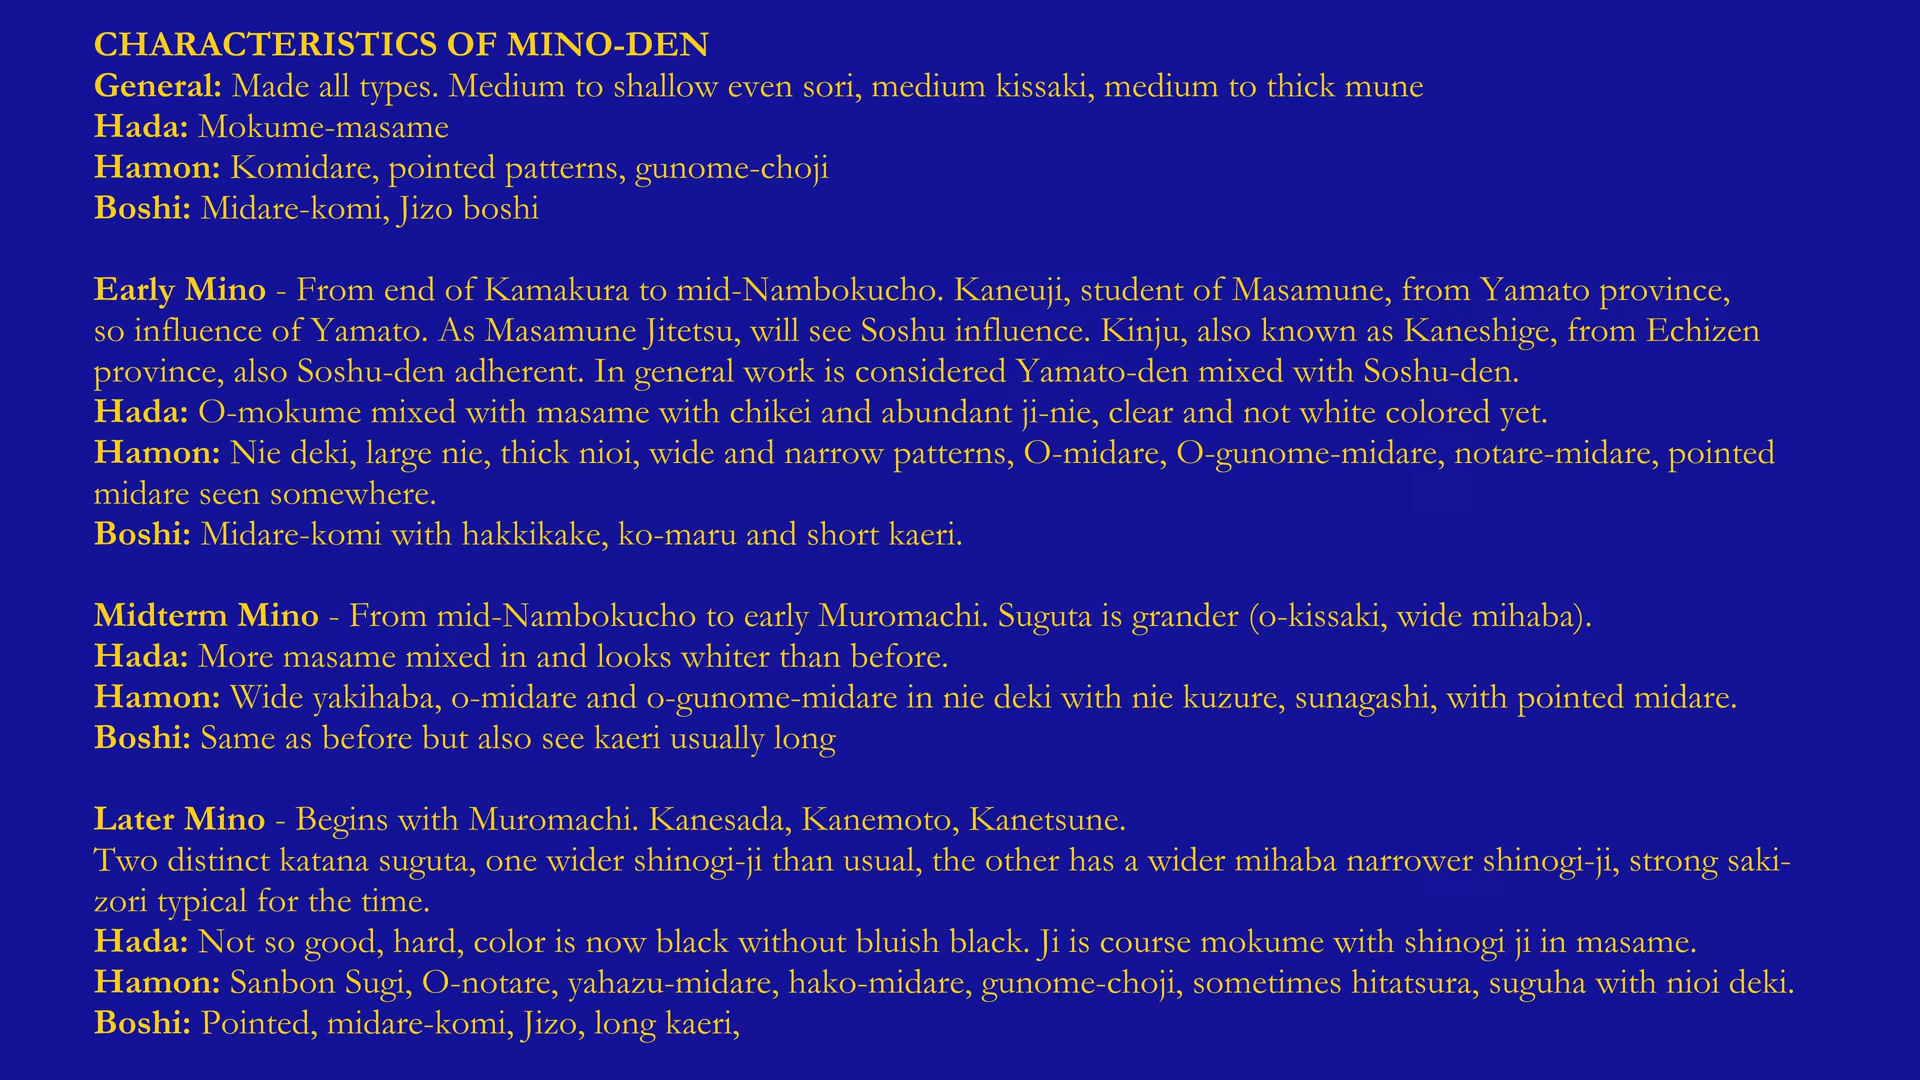 CHARACTERISTICS OF MINO-DEN
General: Made all types. Medium to shallow even sori, medium kissaki, medium to thick mune
Hada: Mokume-masame
Hamon: Komidare, pointed patterns, gunome-choji
Boshi: Midare-komi, Jizo boshi
Early Mino - From end of Kamakura to mid-Nambokucho. Kaneuji, student of Masamune, from Yamato province,
so influence of Yamato. As Masamune Jitetsu, will see Soshu influence. Kinju, also known as Kaneshige, from Echizen
province, also Soshu-den adherent. In general work is considered Yamato-den mixed with Soshu-den.
Hada: O-mokume mixed with masame with chikei and abundant ji-nie, clear and not white colored yet.
Hamon: Nie deki, large nie, thick nioi, wide and narrow patterns, O-midare, O-gunome-midare, notare-midare, pointed
midare seen somewhere.
Boshi: Midare-komi with hakkikake, ko-maru and short kaeri.
Midterm Mino - From mid-Nambokucho to early Muromachi. Suguta is grander (o-kissaki, wide mihaba).
Hada: More masame mixed in and looks whiter than before.
Hamon: Wide yakihaba, o-midare and o-gunome-midare in nie deki with nie kuzure, sunagashi, with pointed midare.
Boshi: Same as before but also see kaeri usually long
Later Mino - Begins with Muromachi. Kanesada, Kanemoto, Kanetsune.
Two distinct katana suguta, one wider shinogi-ji than usual, the other has a wider mihaba narrower shinogi-ji, strong saki-
zori typical for the time.
Hada: Not so good, hard, color is now black without bluish black. Ji is course mokume with shinogi ji in masame.
Hamon: Sanbon Sugi, O-notare, yahazu-midare, hako-midare, gunome-choji, sometimes hitatsura, suguha with nioi deki.
Boshi: Pointed, midare-komi, Jizo, long kaeri,